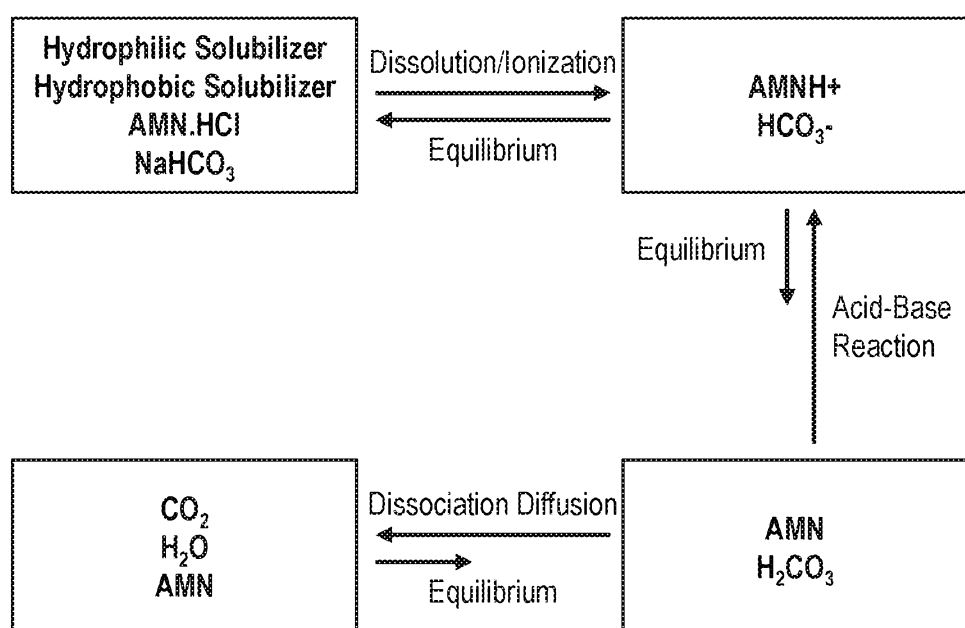 Hydrophilic Solubilizer
Hydrophobic Solubilizer
AMN.HCl
NaHCO₃
Dissolution/Ionization
Equilibrium
AMNH+
HCO₃-
Equilibrium
Acid-Base
Reaction
CO₂
H₂O
AMN
Dissociation Diffusion
Equilibrium
AMN
H₂CO₃